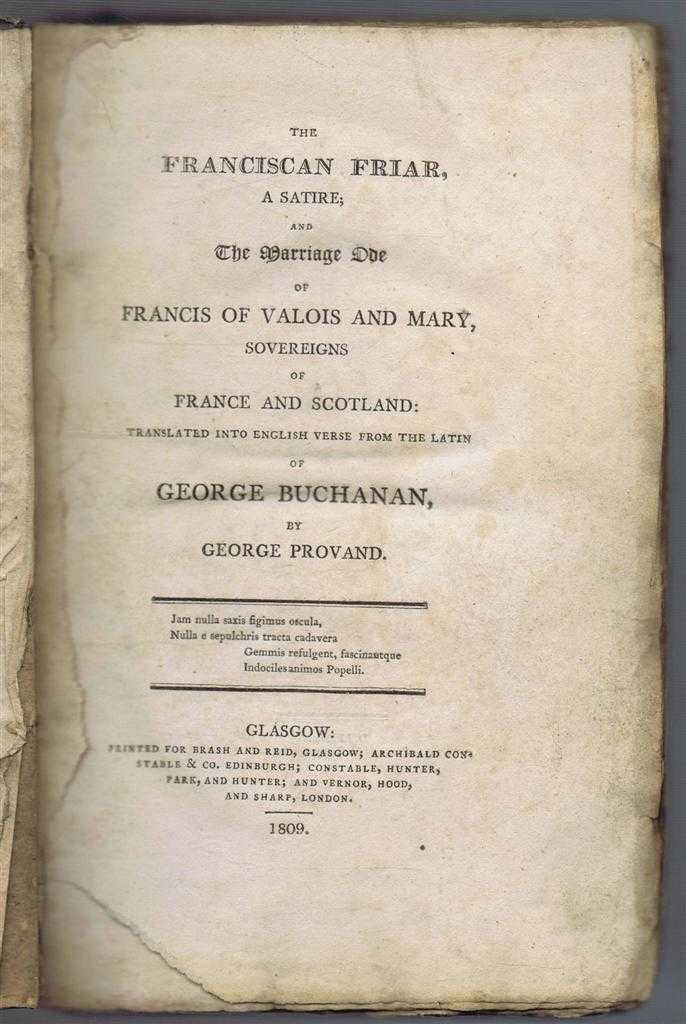 THE
FRANCISCAN FRIAR,
A SATIRE;
AND
The Marriage Ode
OF
FRANCIS OF VALOIS AND MARY,
SOVEREIGNS
OF
FRANCE AND SCOTLAND:
TRANSLATED INTO ENGLISH VERSE FROM THE LATIN
OF
GEORGE BUCHANAN,
BY
GEORGE PROVAND.
Jam nulla saxis figimus oscula,
Nulla e sepulchris tracta cadavera
Gemmis refulgent, fascinantque
Indociles animos Popelli.
GLASGOW:
PRINTED FOR BRASH AND REID, GLASGOW; ARCHIBALD CON-
STABLE & CO. EDINBURGH; CONSTABLE, HUNTER,
PARK, AND HUNTER; AND VERNOR, HOOD,
AND SHARP, LONDON.
1809.